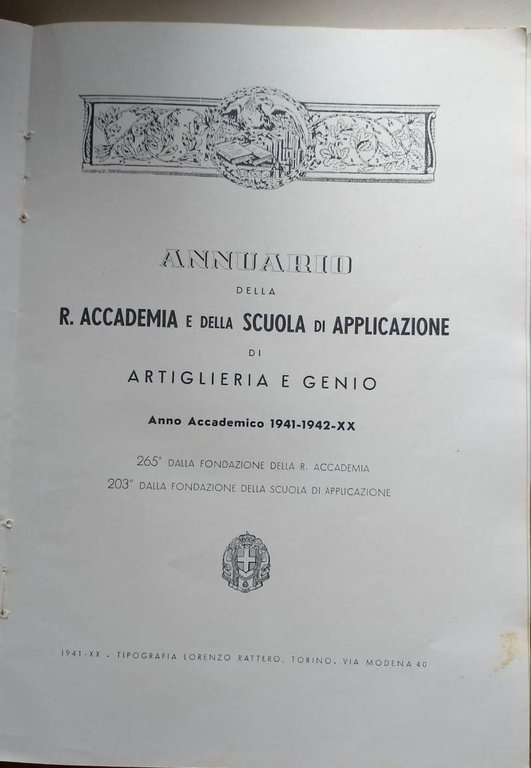 ANNUARIO
DELLA
R. ACCADEMIA E DELLA SCUOLA DI APPLICAZIONE
DI
ARTIGLIERIA E GENIO
Anno Accademico 1941-1942-XX
265° DALLA FONDAZIONE DELLA R. ACCADEMIA
203° DALLA FONDAZIONE DELLA SCUOLA DI APPLICAZIONE
1941-XX - TIPOGRAFIA LORENZO RATTERO, TORINO, VIA MODENA 40